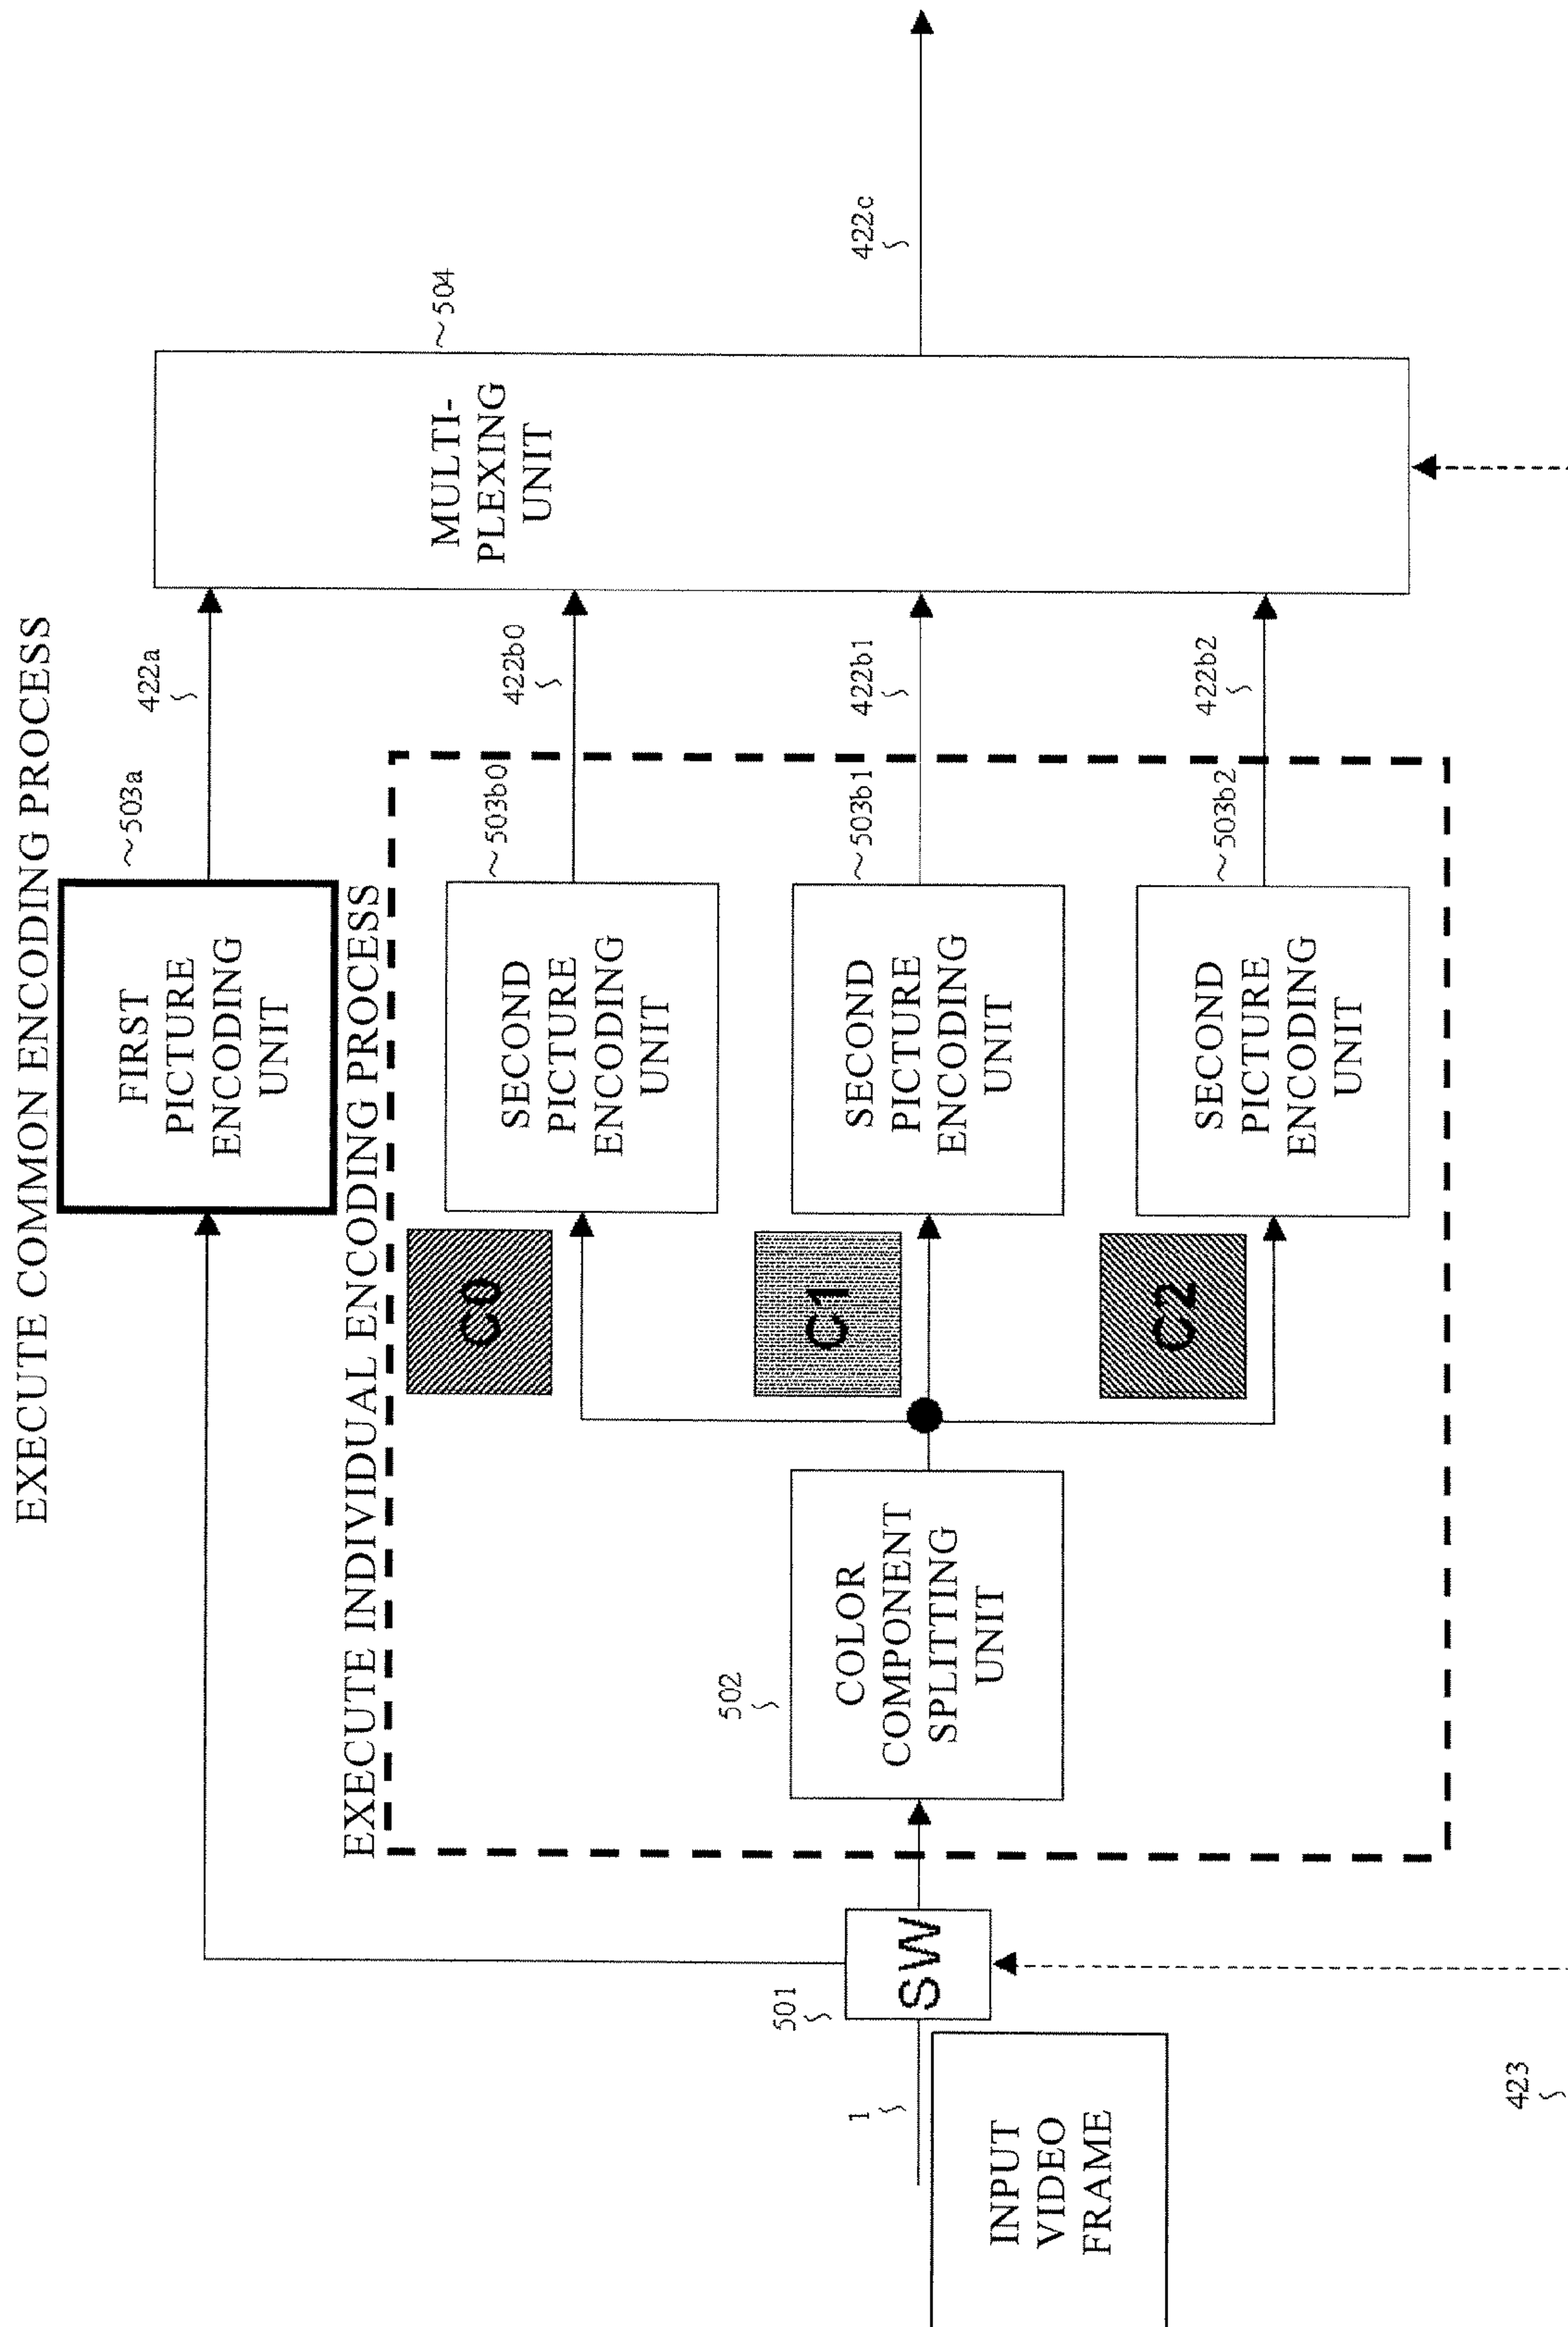 EXECUTE COMMON ENCODING PROCESS
FIRST
PICTURE
ENCODING
UNIT
~503a
422a
EXECUTE INDIVIDUAL ENCODING PROCESS
INPUT
VIDEO
FRAME
1
501
SW
502
COLOR
COMPONENT
SPLITTING
UNIT
C0
SECOND
PICTURE
ENCODING
UNIT
~503b0
422b0
C1
SECOND
PICTURE
ENCODING
UNIT
~503b1
422b1
C2
SECOND
PICTURE
ENCODING
UNIT
~503b2
422b2
MULTI-
PLEXING
UNIT
~504
422c
423